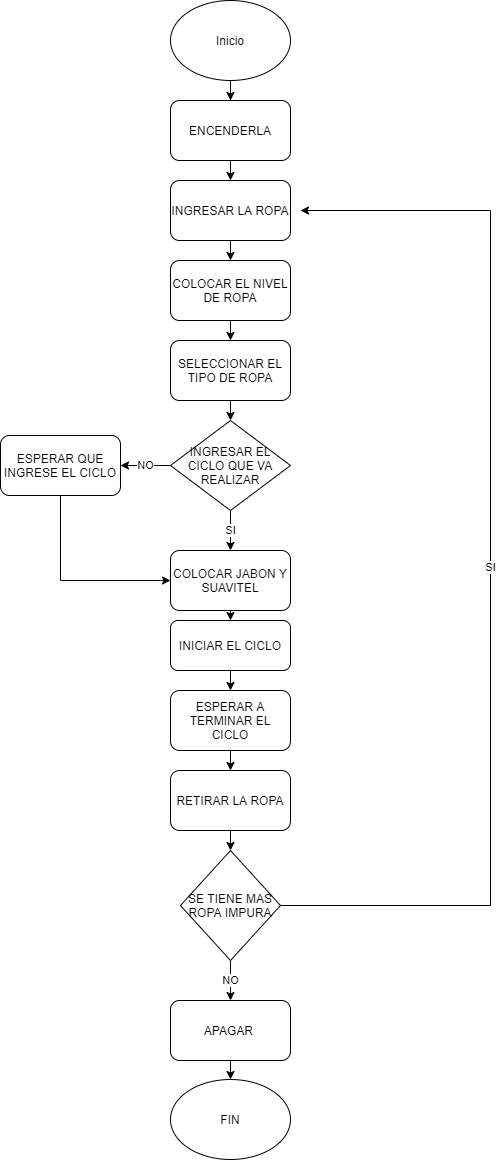 Inicio
ENCENDERLA
INGRESAR LA ROPA
COLOCAR EL NIVEL
DE ROPA
SELECCIONAR EL
TIPO DE ROPA
INGRESAR EL
CICLO QUE VA
REALIZAR
NO
ESPERAR QUE
INGRESE EL CICLO
SI
COLOCAR JABON Y
SUAVITEL
INICIAR EL CICLO
ESPERAR A
TERMINAR EL
CICLO
RETIRAR LA ROPA
SE TIENE MAS
ROPA IMPURA
SI
NO
APAGAR
FIN